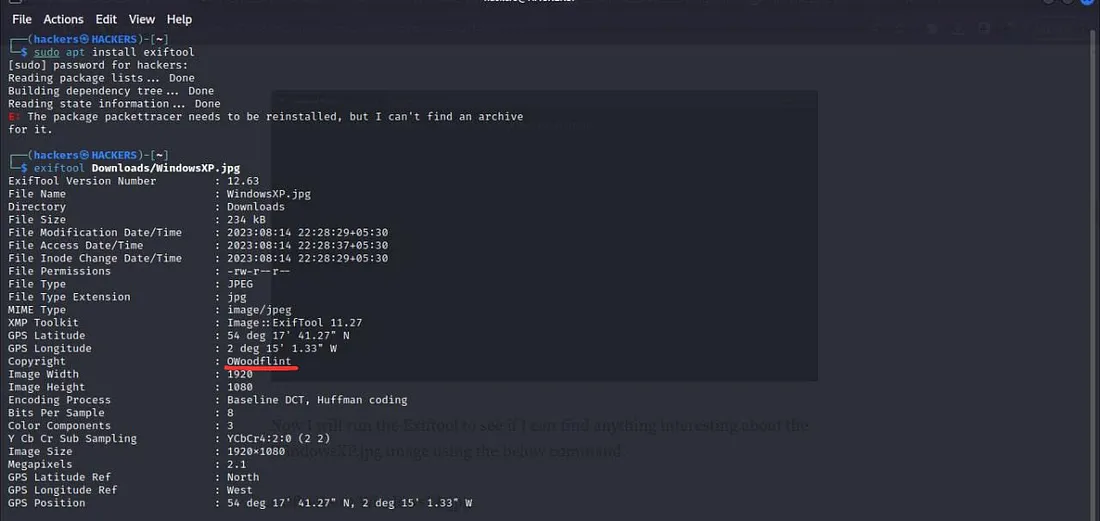 File Actions Edit View Help
┌──(hackers㉿HACKERS)-[~]
└─$ sudo apt install exiftool
[sudo] password for hackers:
Reading package lists... Done
Building dependency tree... Done
Reading state information... Done
E: The package packettracer needs to be reinstalled, but I can't find an archive
for it.
┌──(hackers㉿HACKERS)-[~]
└─$ exiftool Downloads/WindowsXP.jpg
ExifTool Version Number : 12.63
File Name : WindowsXP.jpg
Directory : Downloads
File Size : 234 kB
File Modification Date/Time : 2023:08:14 22:28:29+05:30
File Access Date/Time : 2023:08:14 22:28:37+05:30
File Inode Change Date/Time : 2023:08:14 22:28:29+05:30
File Permissions : -rw-r--r--
File Type : JPEG
File Type Extension : jpg
MIME Type : image/jpeg
XMP Toolkit : Image::ExifTool 11.27
GPS Latitude : 54 deg 17' 41.27" N
GPS Longitude : 2 deg 15' 1.33" W
Copyright : OWoodflint
Image Width : 1920
Image Height : 1080
Encoding Process : Baseline DCT, Huffman coding
Bits Per Sample : 8
Color Components : 3
Now I will run the Exiftool to see if I can find anything interesting about the
Y Cb Cr Sub Sampling : YCbCr4:2:0 (2 2)
Image Size : 1920×1080
WindowsXP.jpg image using the below command
Megapixels : 2.1
GPS Latitude Ref : North
GPS Longitude Ref : West
GPS Position : 54 deg 17' 41.27" N, 2 deg 15' 1.33" W